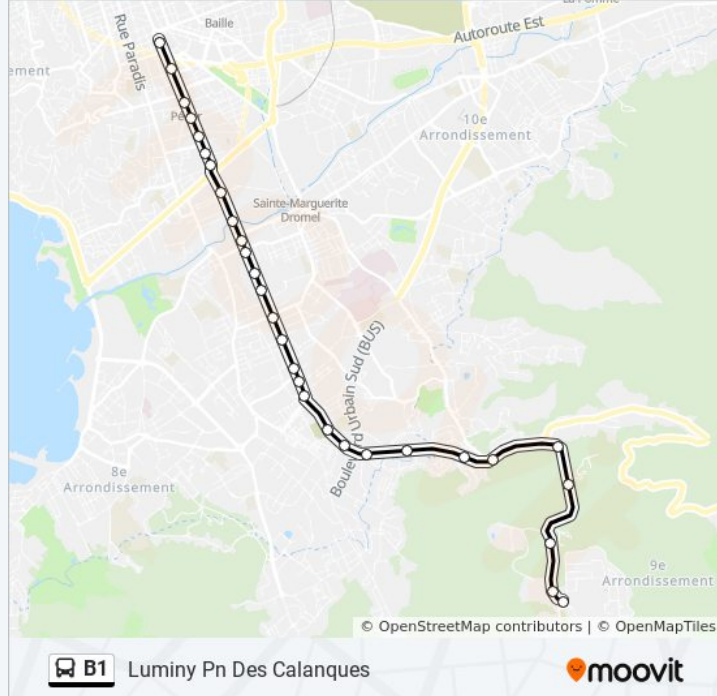 La Pomme
Baille
Autoroute Est
Rue Paradis
ement
10e
Arrondissement
Sainte-Marguerite
Dromel
Boulevard Urbain Sud (BUS)
8e
Arrondissement
9e
Arrondissement
© OpenStreetMap contributors | © OpenMapTiles
B1 Luminy Pn Des Calanques
moovit